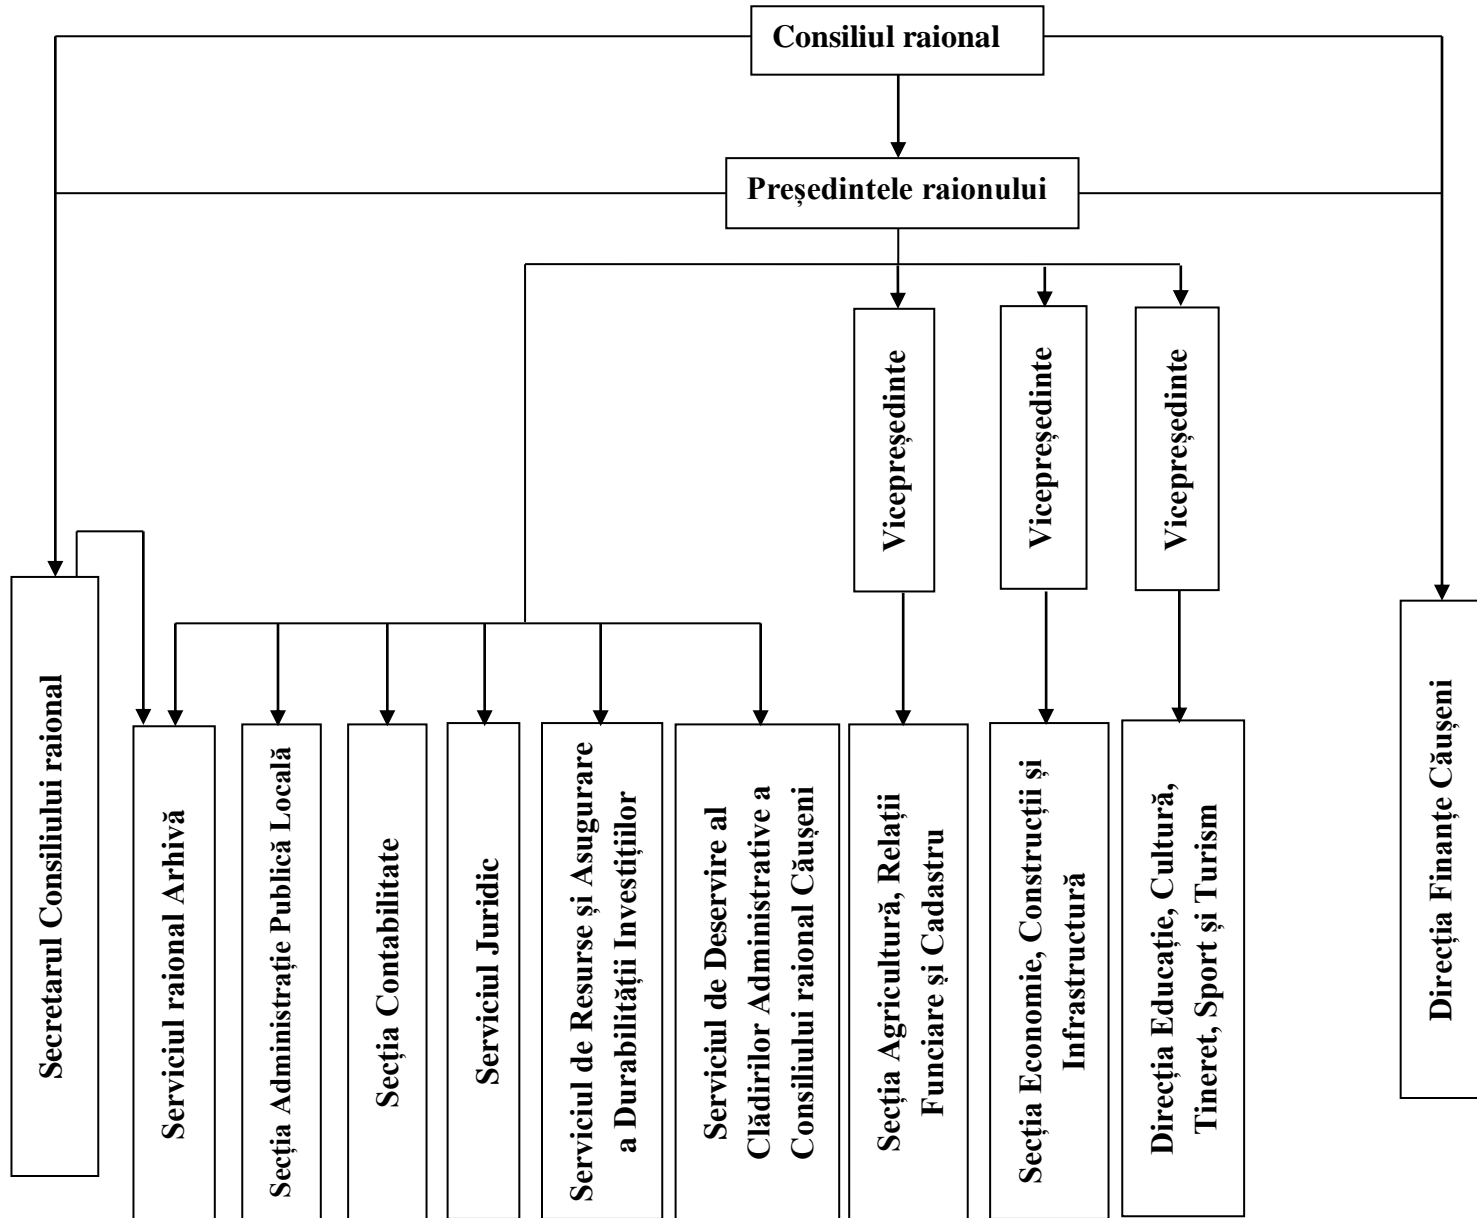 Consiliul raional
Președintele raionului
Vicepreședinte
Vicepreședinte
Vicepreședinte
Secretarul Consiliului raional
Serviciul raional Arhivă
Secția Administrație Publică Locală
Secția Contabilitate
Serviciul Juridic
Serviciul de Resurse și Asugurare
a Durabilității Investițiilor
Serviciul de Deservire al
Clădirilor Administrative a
Consiliului raional Căușeni
Secția Agricultură, Relații
Funciare și Cadastru
Secția Economie, Construcții și
Infrastructură
Direcția Educație, Cultură,
Tineret, Sport și Turism
Direcția Finanțe Căușeni